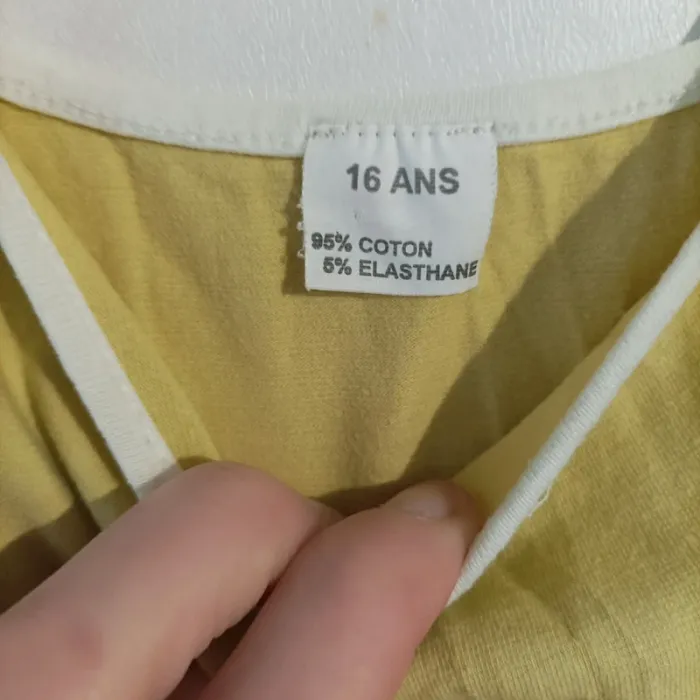 16 ANS
95% COTON
5% ELASTHANE